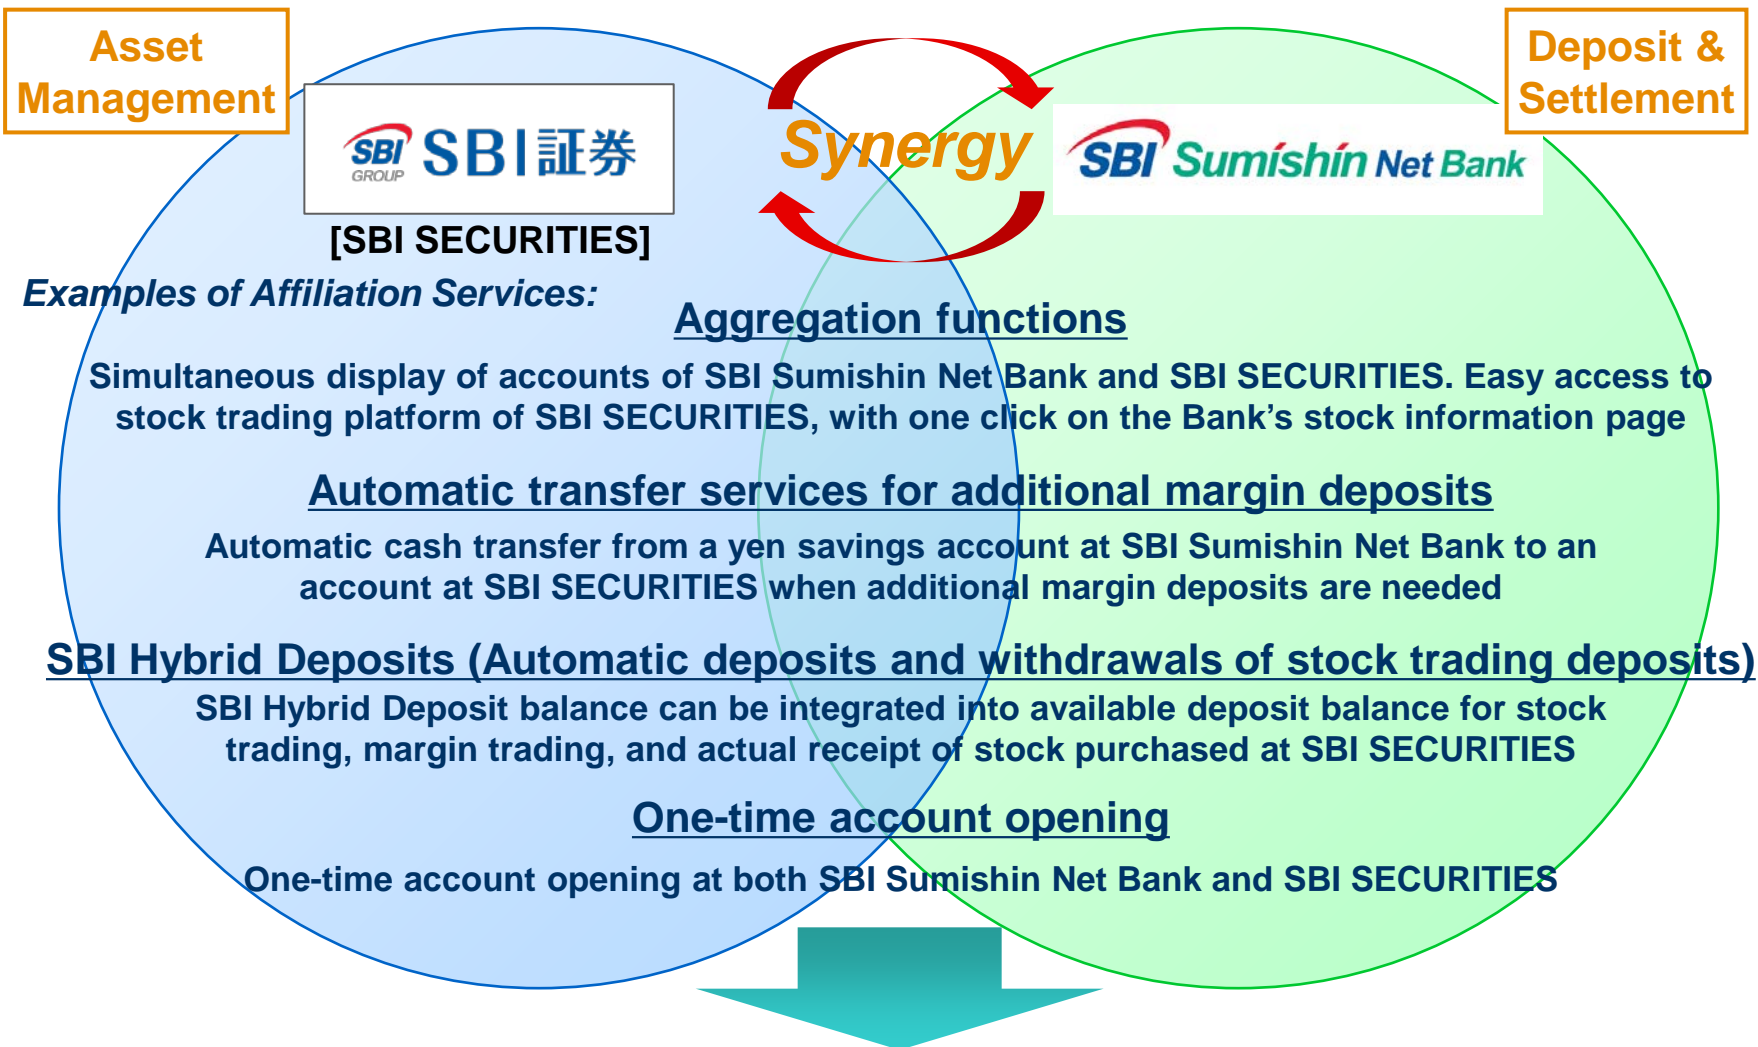 Asset
Management
Deposit &
Settlement
SBI
GROUP
SBI証券
Synergy
SBI Sumishin Net Bank
[SBI SECURITIES]
Examples of Affiliation Services:
Aggregation functions
Simultaneous display of accounts of SBI Sumishin Net Bank and SBI SECURITIES. Easy access to
stock trading platform of SBI SECURITIES, with one click on the Bank’s stock information page
Automatic transfer services for additional margin deposits
Automatic cash transfer from a yen savings account at SBI Sumishin Net Bank to an
account at SBI SECURITIES when additional margin deposits are needed
SBI Hybrid Deposits (Automatic deposits and withdrawals of stock trading deposits)
SBI Hybrid Deposit balance can be integrated into available deposit balance for stock
trading, margin trading, and actual receipt of stock purchased at SBI SECURITIES
One-time account opening
One-time account opening at both SBI Sumishin Net Bank and SBI SECURITIES